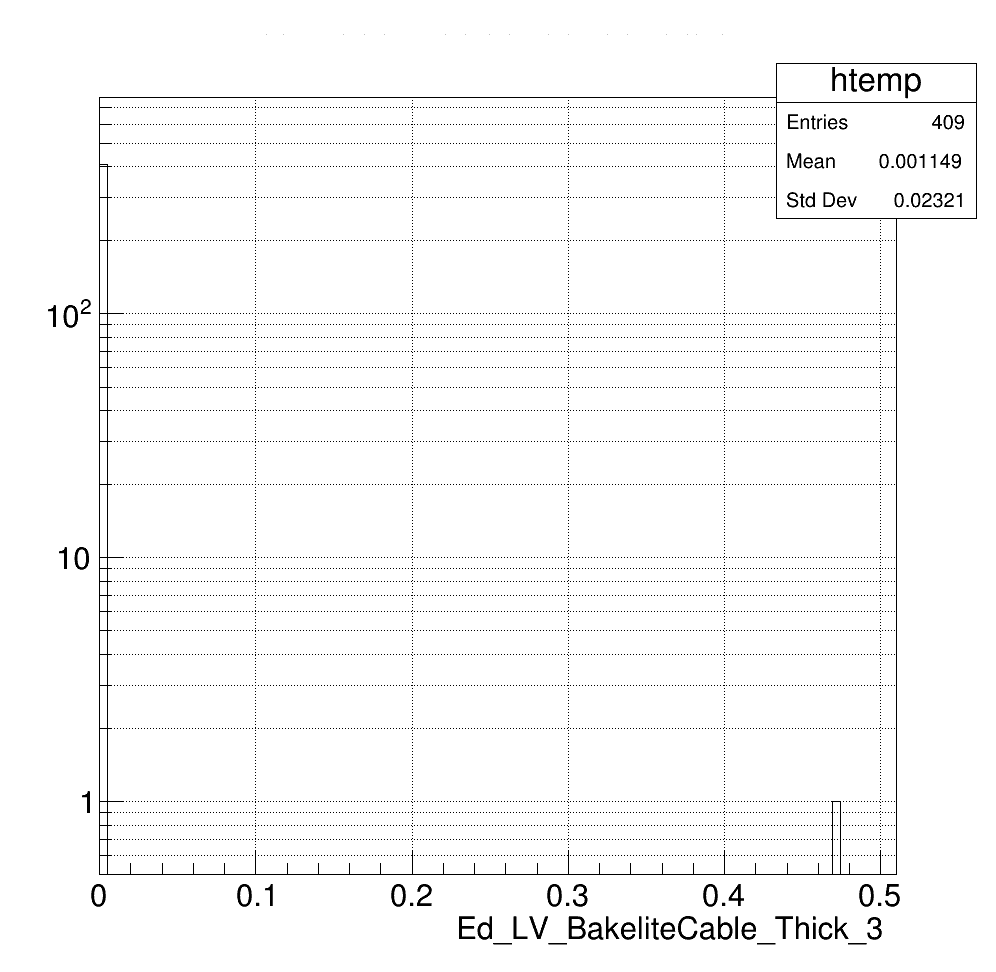 htemp
Entries 409
Mean 0.001149
Std Dev 0.02321
10²
10
1
0 0.1 0.2 0.3 0.4 0.5
Ed_LV_BakeliteCable_Thick_3